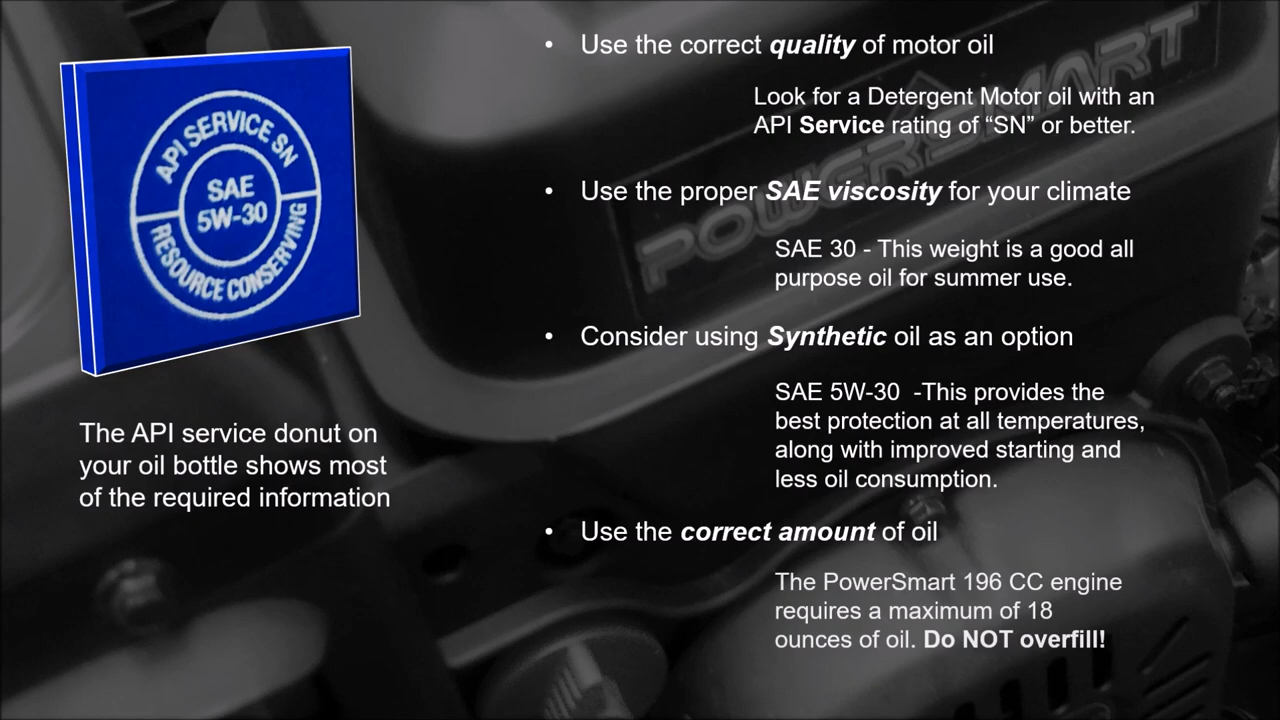 API SERVICE SN
SAE
5W-30
RESOURCE CONSERVING
The API service donut on
your oil bottle shows most
of the required information
POWERSMART
• Use the correct quality of motor oil
Look for a Detergent Motor oil with an
API Service rating of “SN” or better.
• Use the proper SAE viscosity for your climate
SAE 30 - This weight is a good all
purpose oil for summer use.
• Consider using Synthetic oil as an option
SAE 5W-30 -This provides the
best protection at all temperatures,
along with improved starting and
less oil consumption.
• Use the correct amount of oil
The PowerSmart 196 CC engine
requires a maximum of 18
ounces of oil. Do NOT overfill!